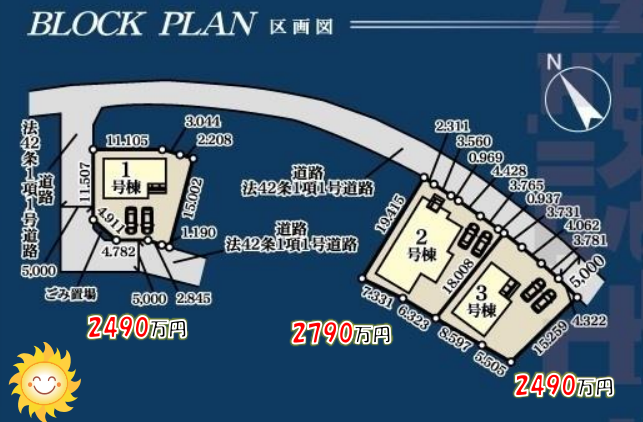 BLOCK PLAN 区画図
N
法42条1項1号道路
道路
11.105
3.044
2.208
11.507
15.002
1
号棟
4.911
4.782
1.190
5,000
ごみ置場
5,000
2.845
2490万円
道路
法42条1項1号道路
道路
法42条1項1号道路
2790万円
2.311
3.560
0.969
4.428
3.765
0.937
3.731
4.062
3.781
5,000
19.415
2
号棟
18.008
3
号棟
7.331
6.323
8.597
5.505
15.259
4.322
2490万円